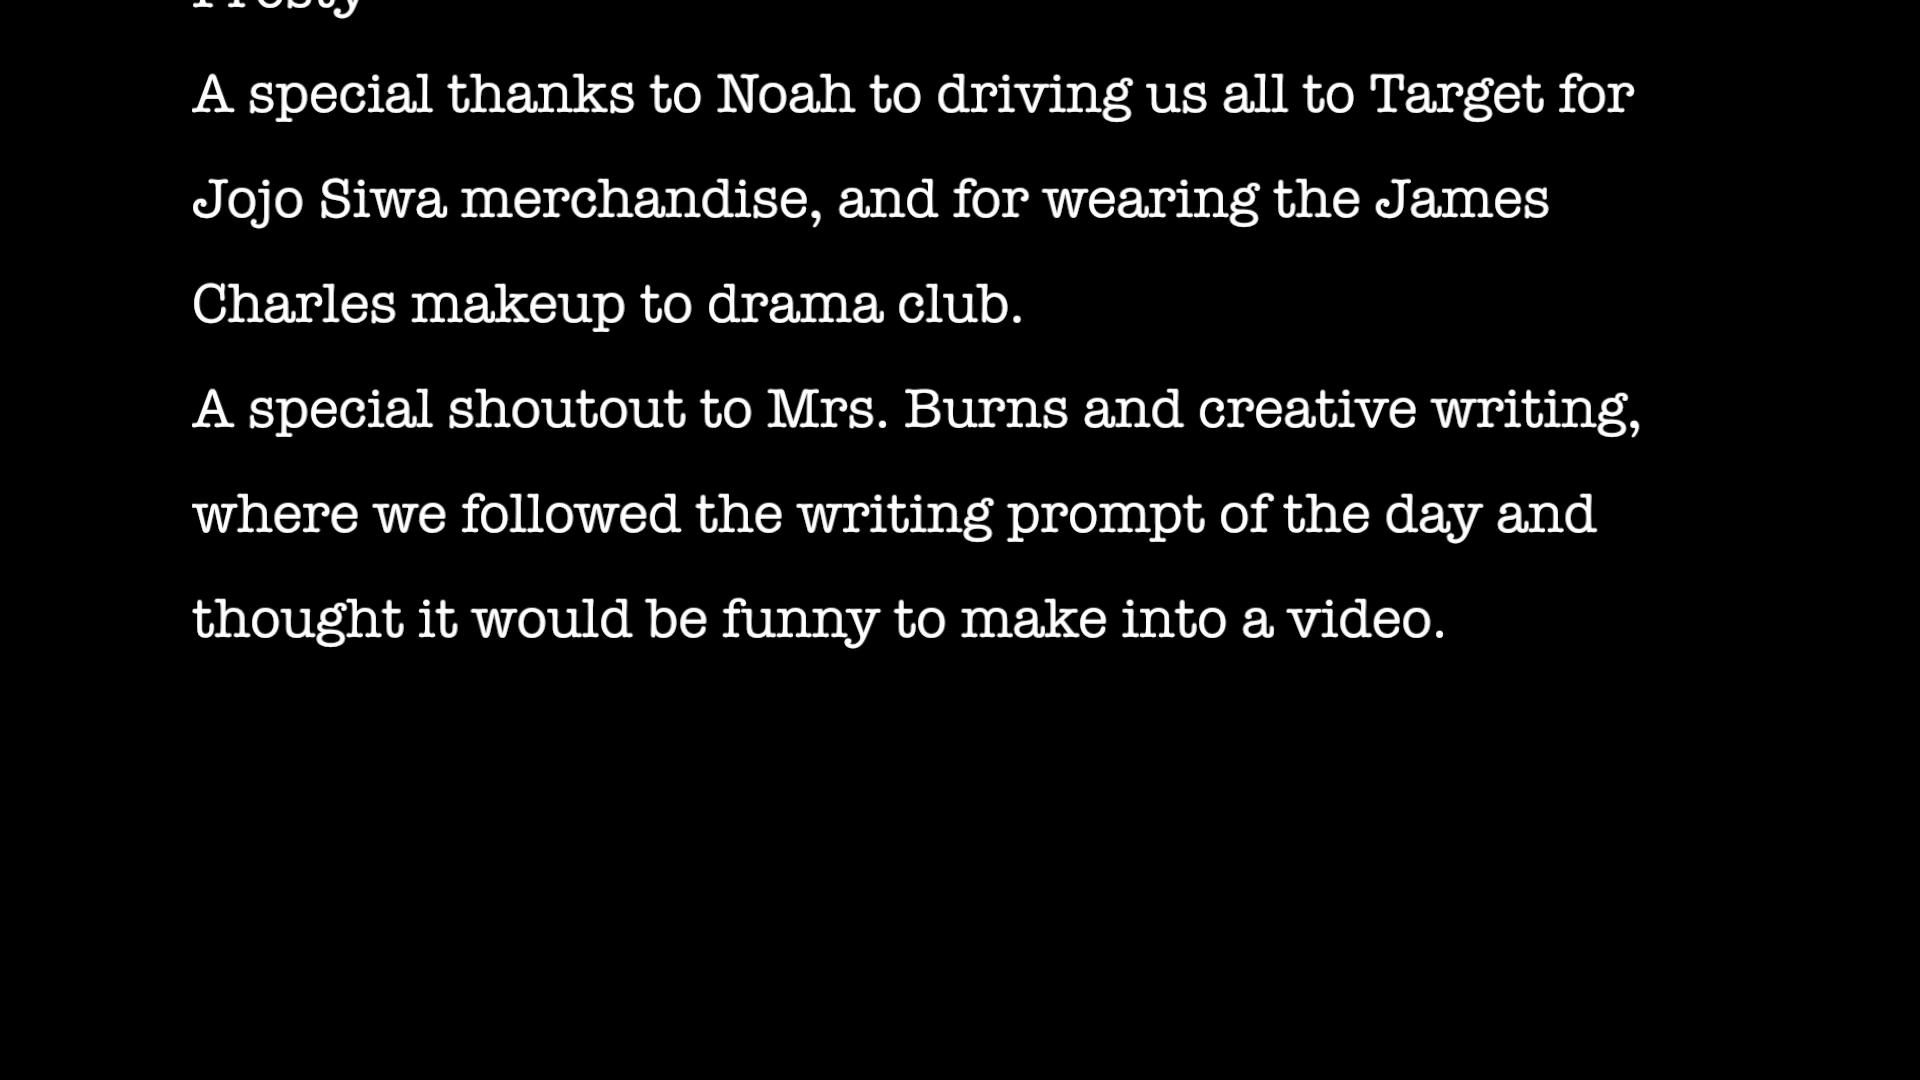 Frosty
A special thanks to Noah to driving us all to Target for
Jojo Siwa merchandise, and for wearing the James
Charles makeup to drama club.
A special shoutout to Mrs. Burns and creative writing,
where we followed the writing prompt of the day and
thought it would be funny to make into a video.